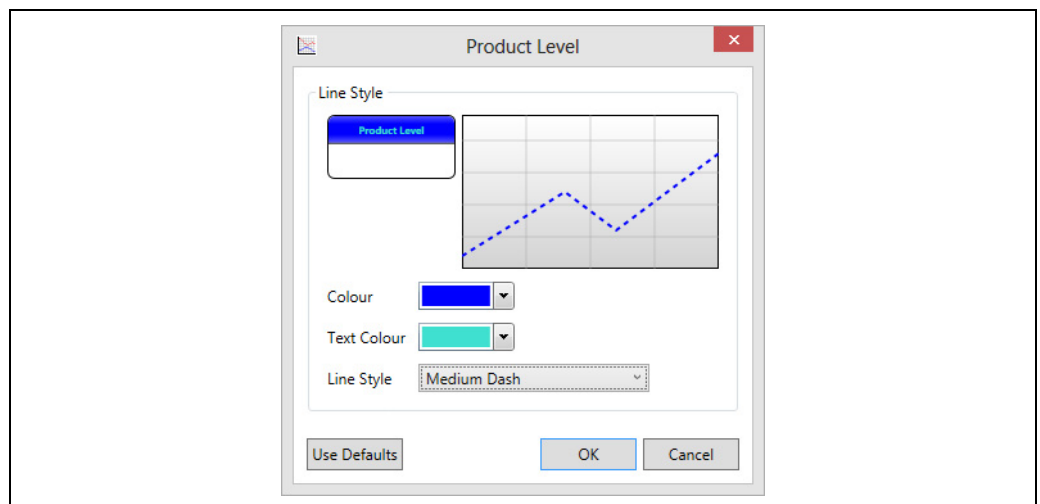 Product Level
Line Style
Product Level
Colour
Text Colour
Line Style Medium Dash
Use Defaults OK Cancel